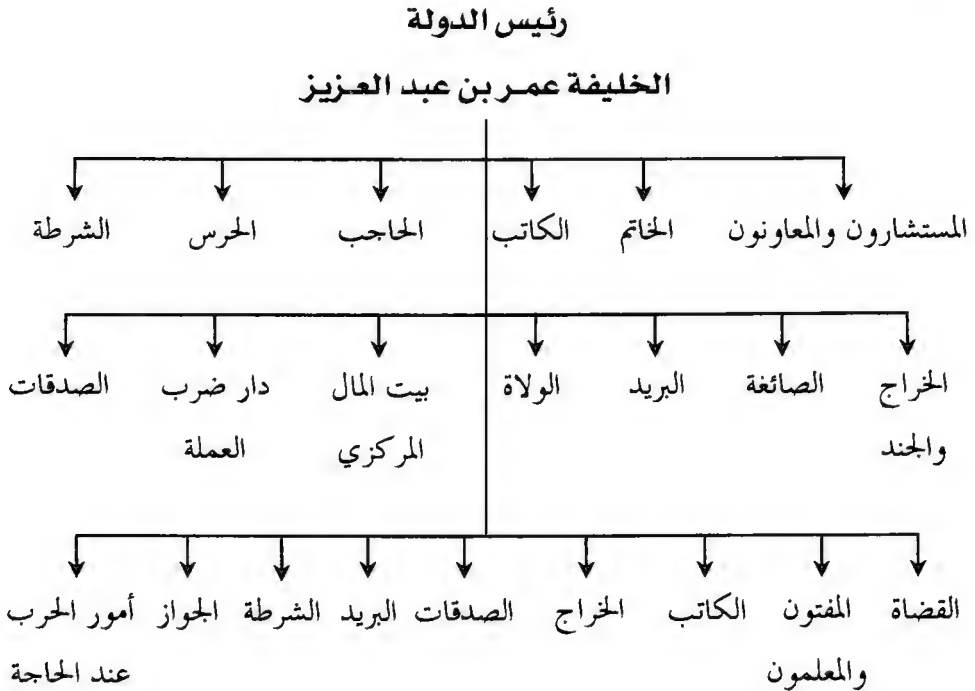 رئيس الدولة
الخليفة عمر بن عبد العزيز
المستشارون والمعاونون الخاتم الكاتب الحاجب الحرس الشرطة
الخراج الصائغة البريد الولاة بيت المال دار ضرب الصدقات
والجند المركزي العملة
القضاة المفتون الكاتب الخراج الصدقات البريد الشرطة الجواز أمور الحرب
والمعلمون عند الحاجة